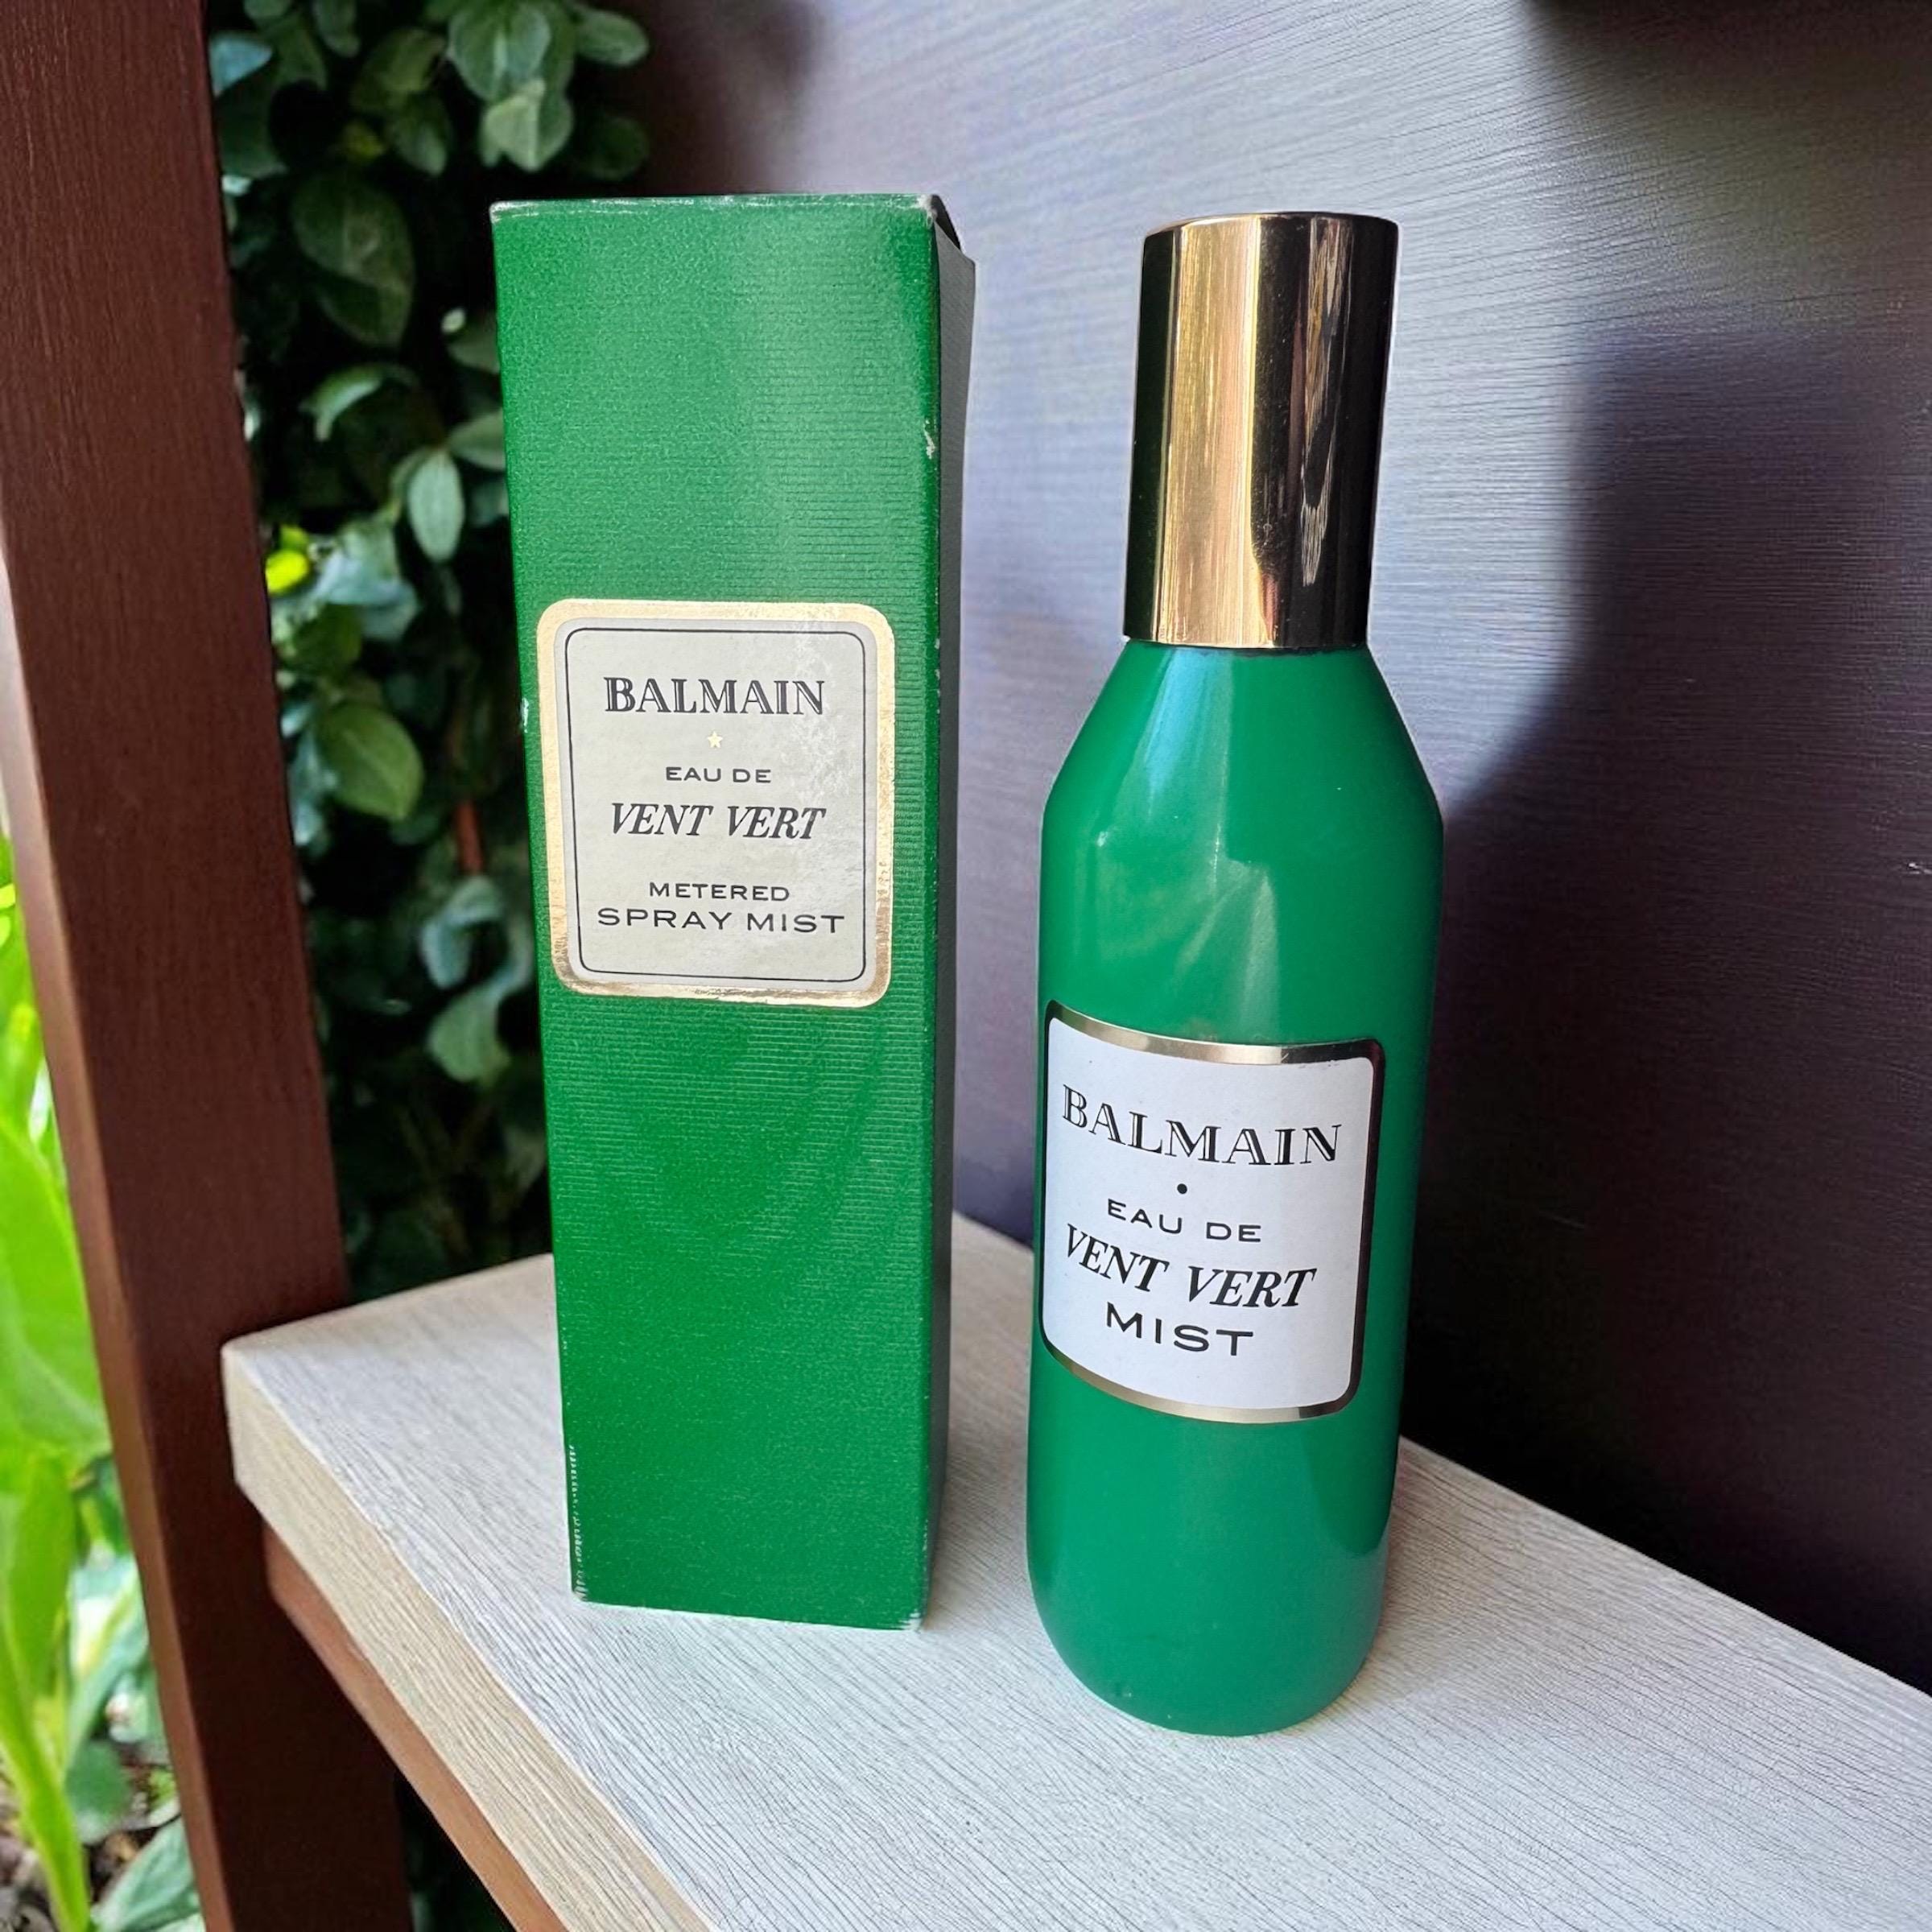 BALMAIN
EAU DE
VENT VERT
METERED
SPRAY MIST
BALMAIN
EAU DE
VENT VERT
MIST